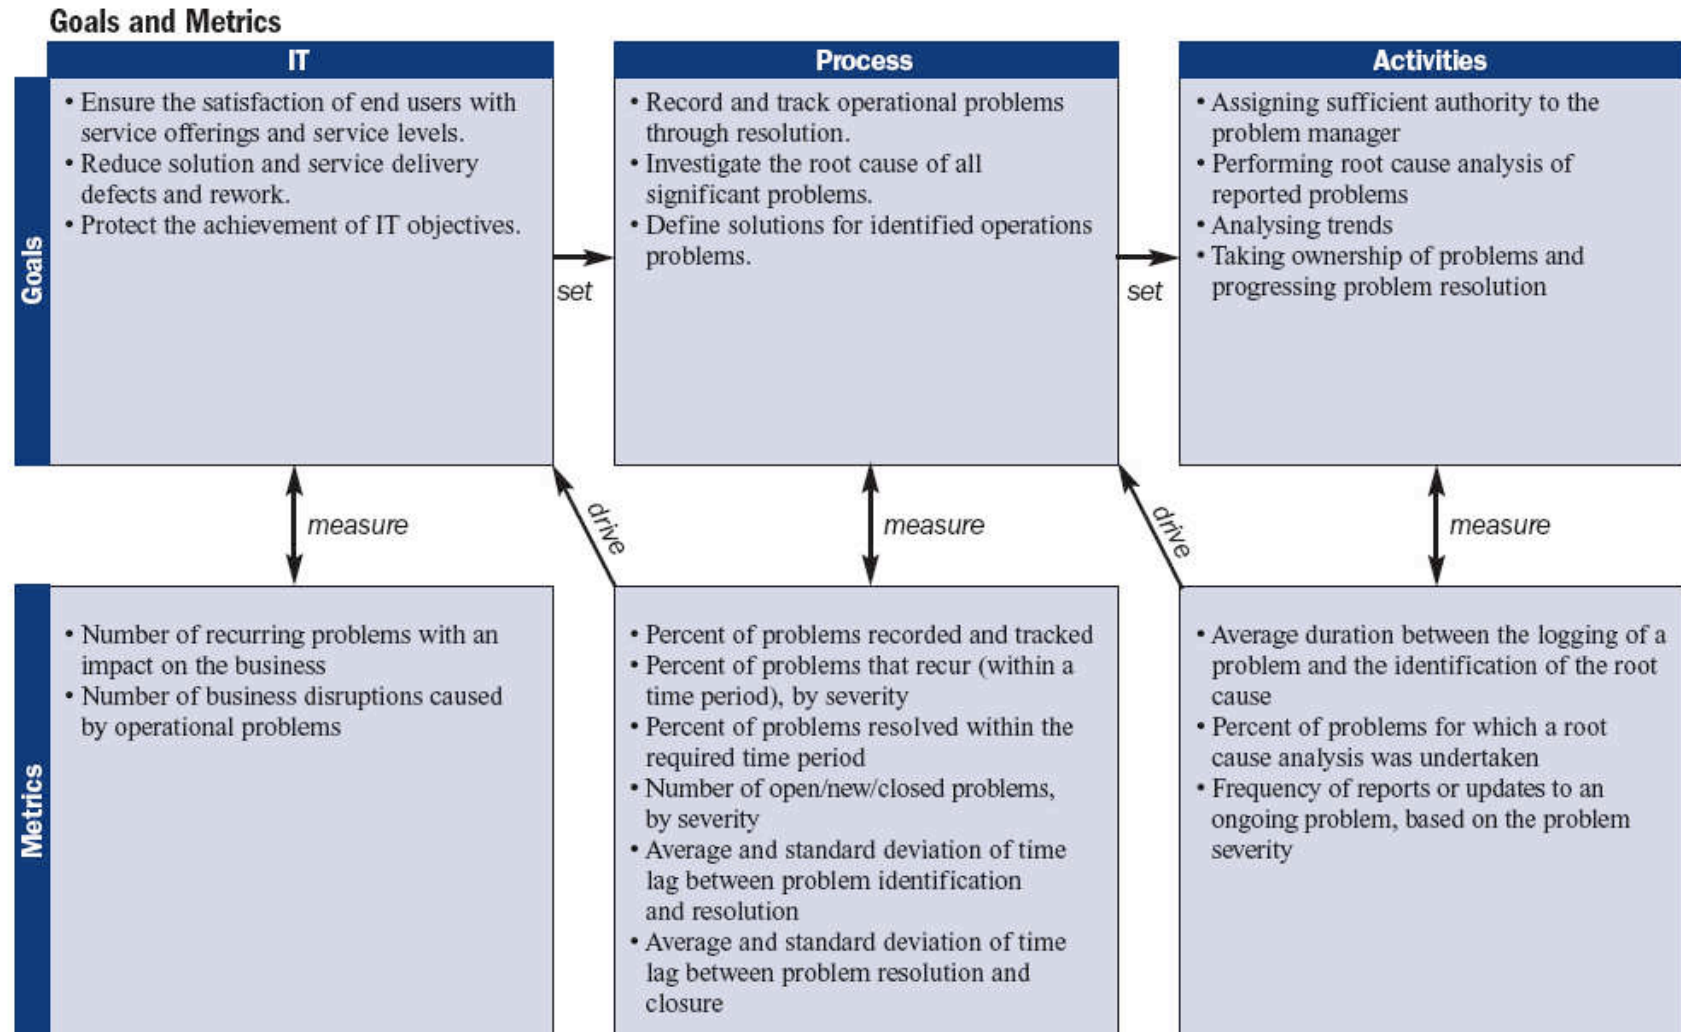 Goals and Metrics
IT
Process
Activities
Goals
• Ensure the satisfaction of end users with
service offerings and service levels.
• Reduce solution and service delivery
defects and rework.
• Protect the achievement of IT objectives.
set
• Record and track operational problems
through resolution.
• Investigate the root cause of all
significant problems.
• Define solutions for identified operations
problems.
set
• Assigning sufficient authority to the
problem manager
• Performing root cause analysis of
reported problems
• Analysing trends
• Taking ownership of problems and
progressing problem resolution
measure
drive
measure
drive
measure
Metrics
• Number of recurring problems with an
impact on the business
• Number of business disruptions caused
by operational problems
• Percent of problems recorded and tracked
• Percent of problems that recur (within a
time period), by severity
• Percent of problems resolved within the
required time period
• Number of open/new/closed problems,
by severity
• Average and standard deviation of time
lag between problem identification
and resolution
• Average and standard deviation of time
lag between problem resolution and
closure
• Average duration between the logging of a
problem and the identification of the root
cause
• Percent of problems for which a root
cause analysis was undertaken
• Frequency of reports or updates to an
ongoing problem, based on the problem
severity